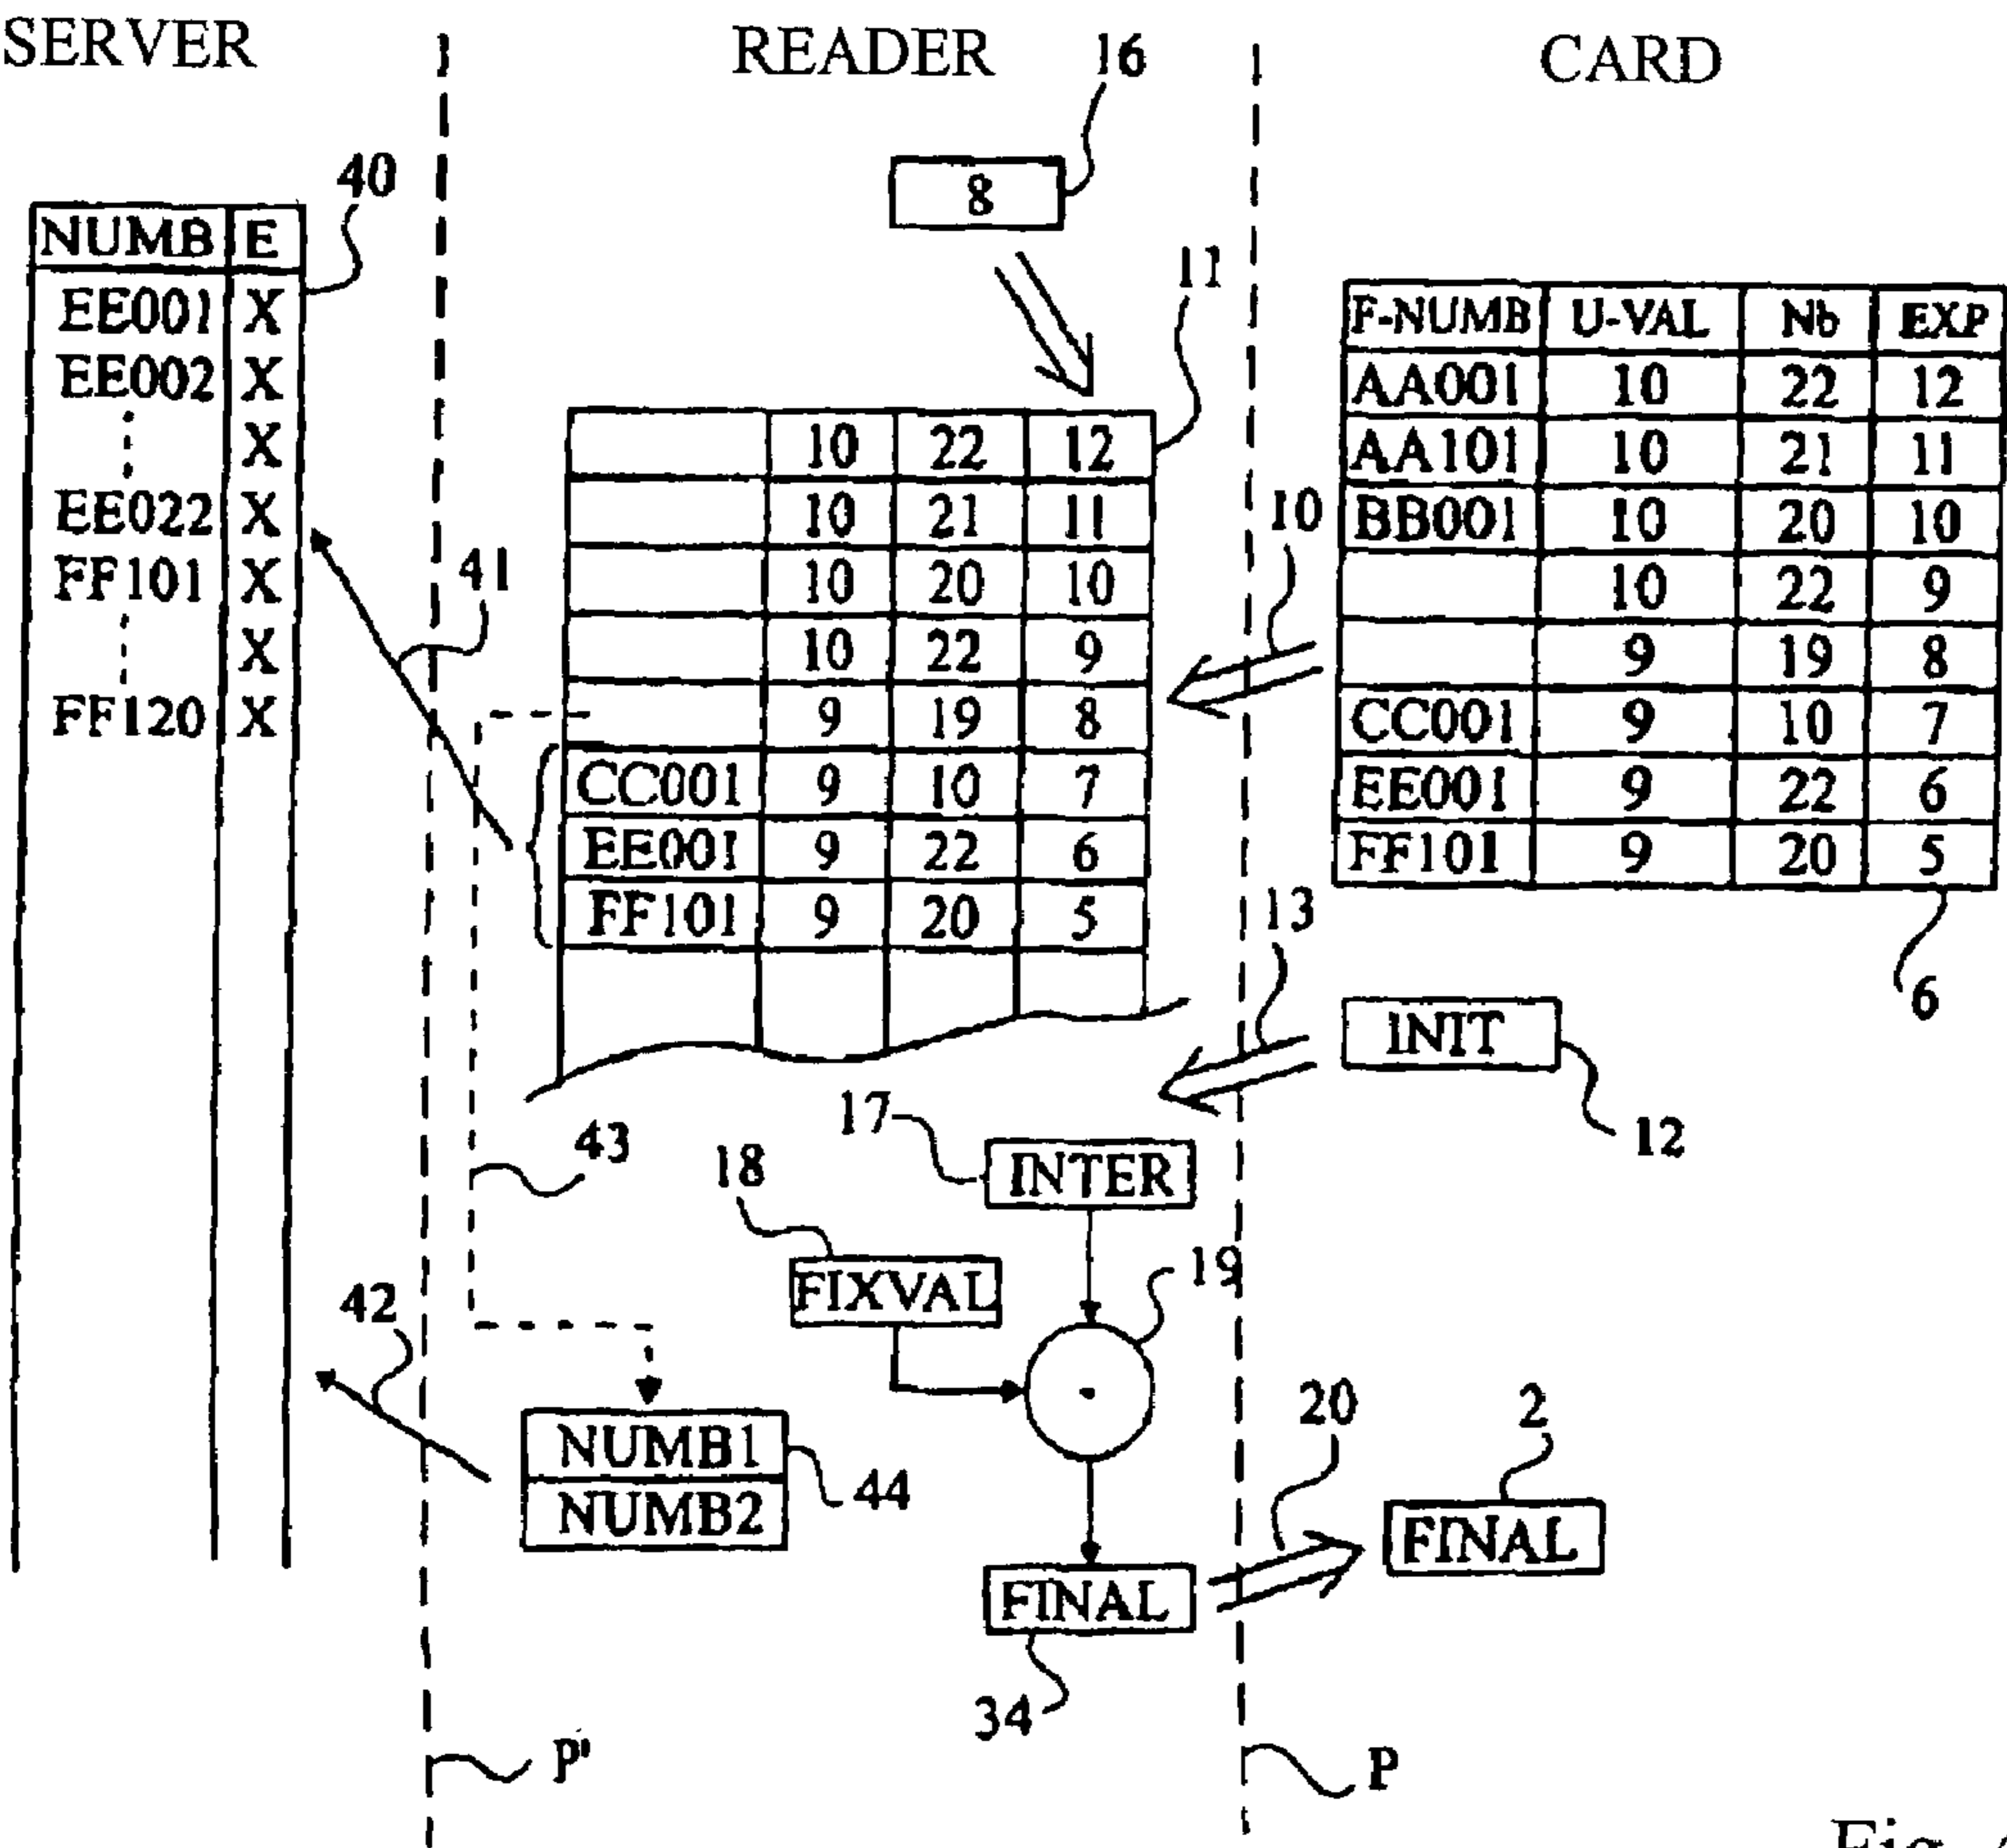 SERVER
READER
CARD
16
8
40
NUMB E
EE001 X
EE002 X
X
EE022 X
FF101 X
X
FF120 X
41
11
10 22 12
10 21 11
10 20 10
10 22 9
9 19 8
CC001 9 10 7
EE001 9 22 6
FF101 9 20 5
10
F-NUMB U-VAL Nb EXP
AA001 10 22 12
AA101 10 21 11
BB001 10 20 10
10 22 9
9 19 8
CC001 9 10 7
EE001 9 22 6
FF101 9 20 5
6
13
INIT
12
43
17
INTER
18
FIXVAL
19
42
NUMB1
NUMB2
44
20
2
FINAL
FINAL
34
P'
P
Fig